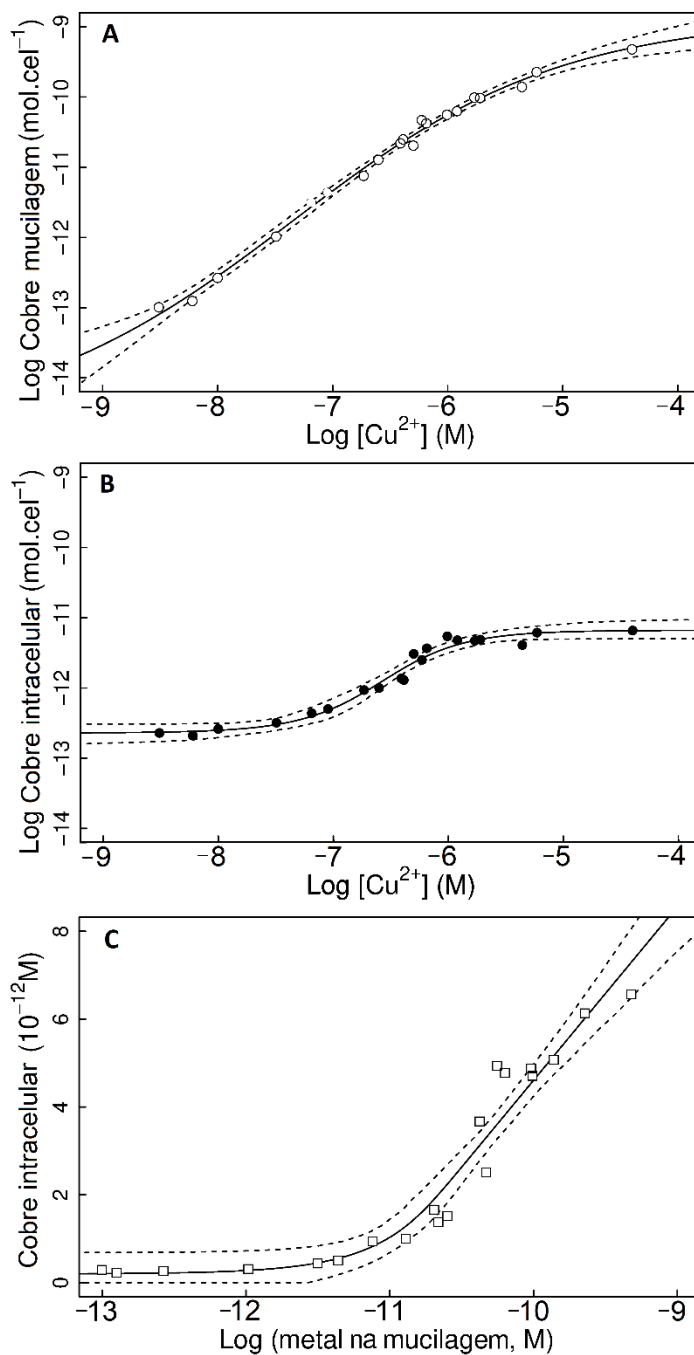 A
Log Cobre mucilagem (mol.cel⁻¹)
−9
−10
−11
−12
−13
−14
−9 −8 −7 −6 −5 −4
Log [Cu²⁺] (M)
B
Log Cobre intracelular (mol.cel⁻¹)
−9
−10
−11
−12
−13
−14
−9 −8 −7 −6 −5 −4
Log [Cu²⁺] (M)
C
Cobre intracelular (10⁻¹²M)
8
6
4
2
0
−13 −12 −11 −10 −9
Log (metal na mucilagem, M)